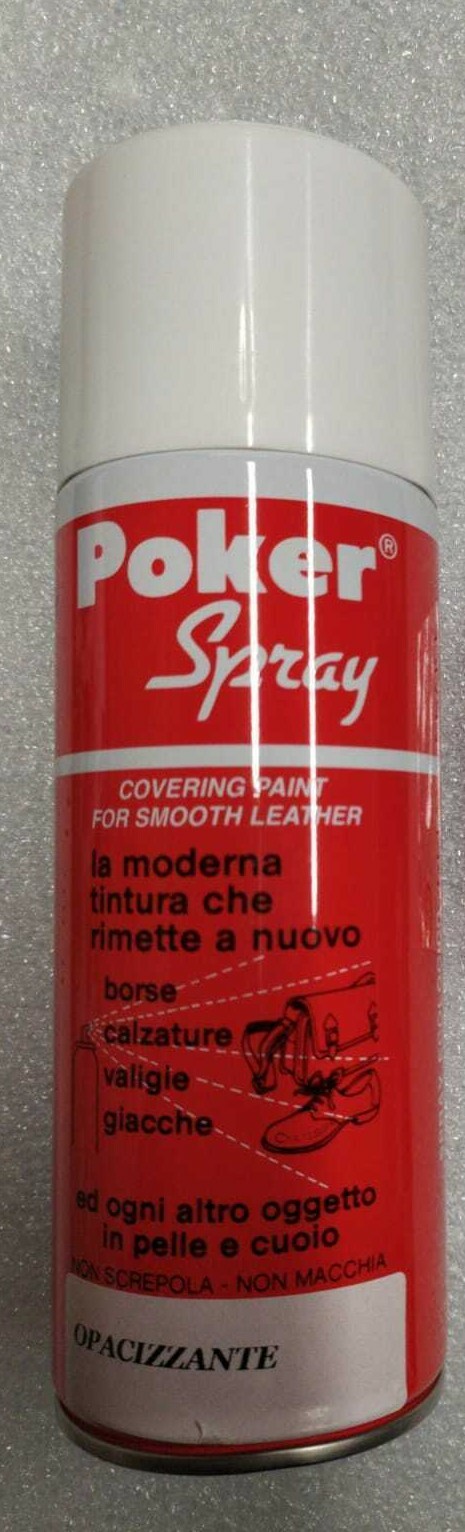 Poker®
Spray
COVERING PAINT
FOR SMOOTH LEATHER
la moderna
tintura che
rimette a nuovo
borse
calzature
valigie
giacche
ed ogni altro oggetto
in pelle e cuoio
NON SCREPOLA - NON MACCHIA
OPACIZZANTE